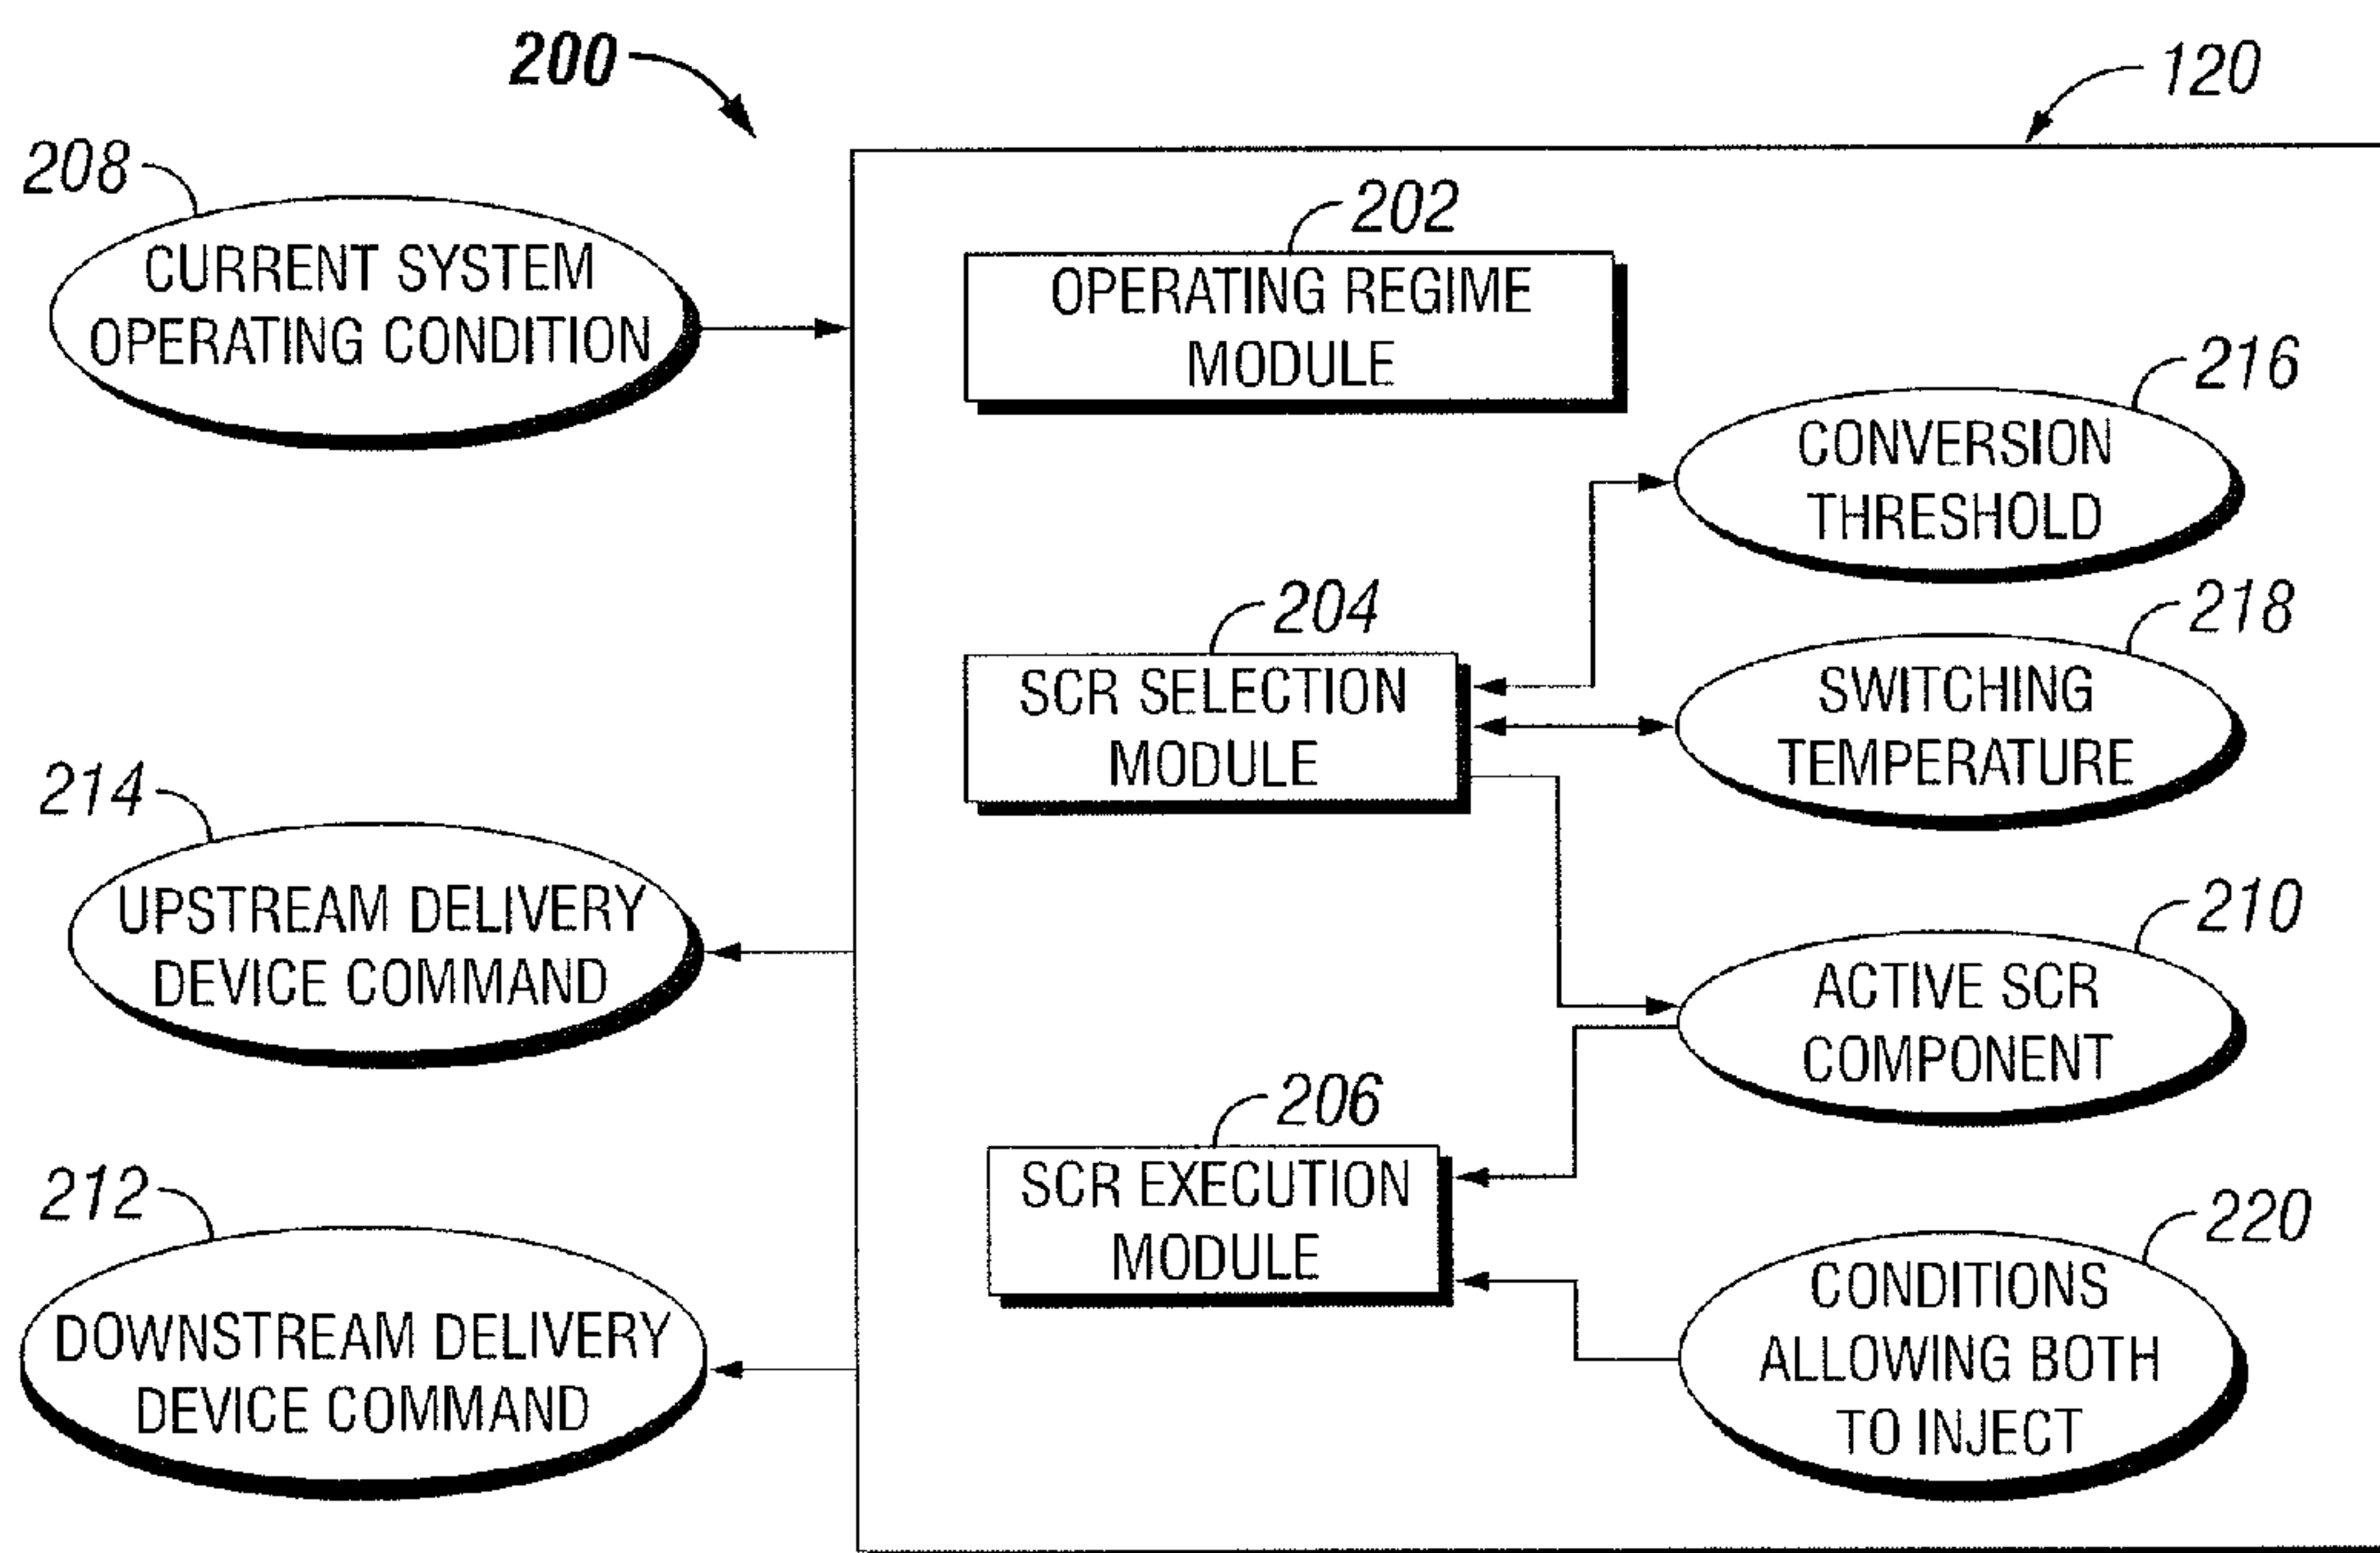 200
120
208
CURRENT SYSTEM
OPERATING CONDITION
202
OPERATING REGIME
MODULE
216
CONVERSION
THRESHOLD
204
SCR SELECTION
MODULE
218
SWITCHING
TEMPERATURE
214
UPSTREAM DELIVERY
DEVICE COMMAND
210
ACTIVE SCR
COMPONENT
206
SCR EXECUTION
MODULE
212
DOWNSTREAM DELIVERY
DEVICE COMMAND
220
CONDITIONS
ALLOWING BOTH
TO INJECT